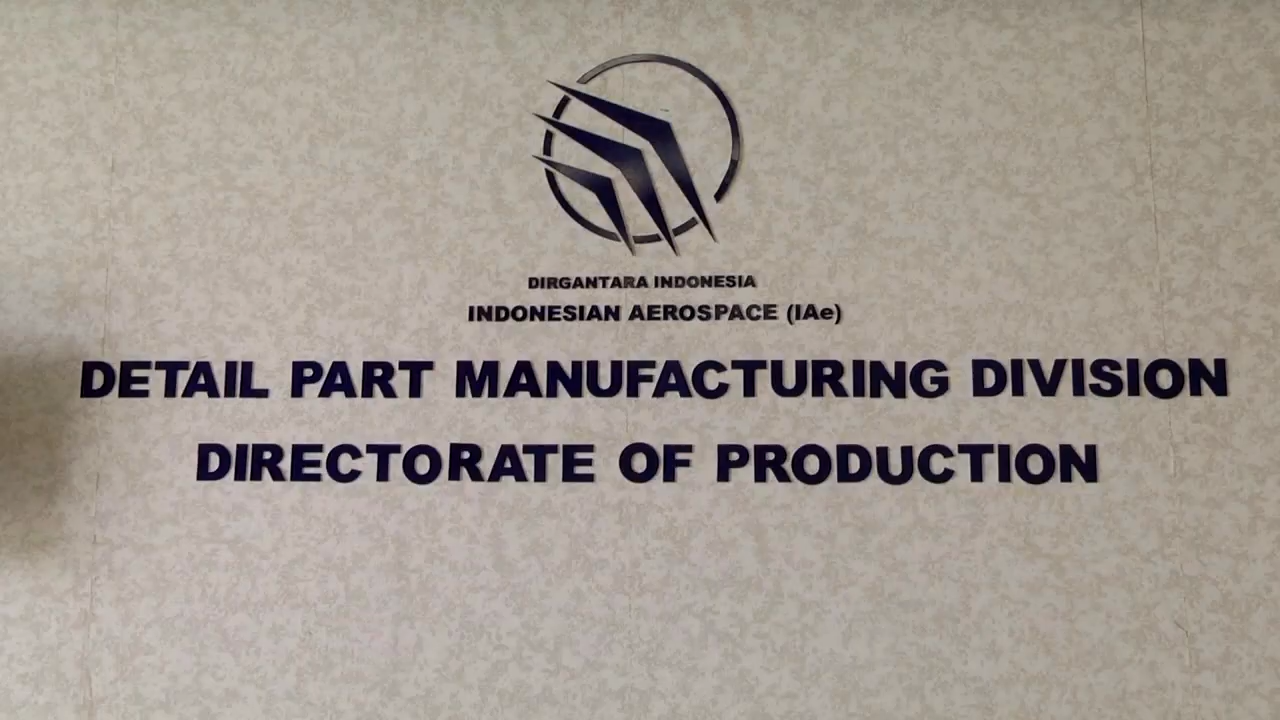 DIRGANTARA INDONESIA
INDONESIAN AEROSPACE (IAe)
DETAIL PART MANUFACTURING DIVISION
DIRECTORATE OF PRODUCTION